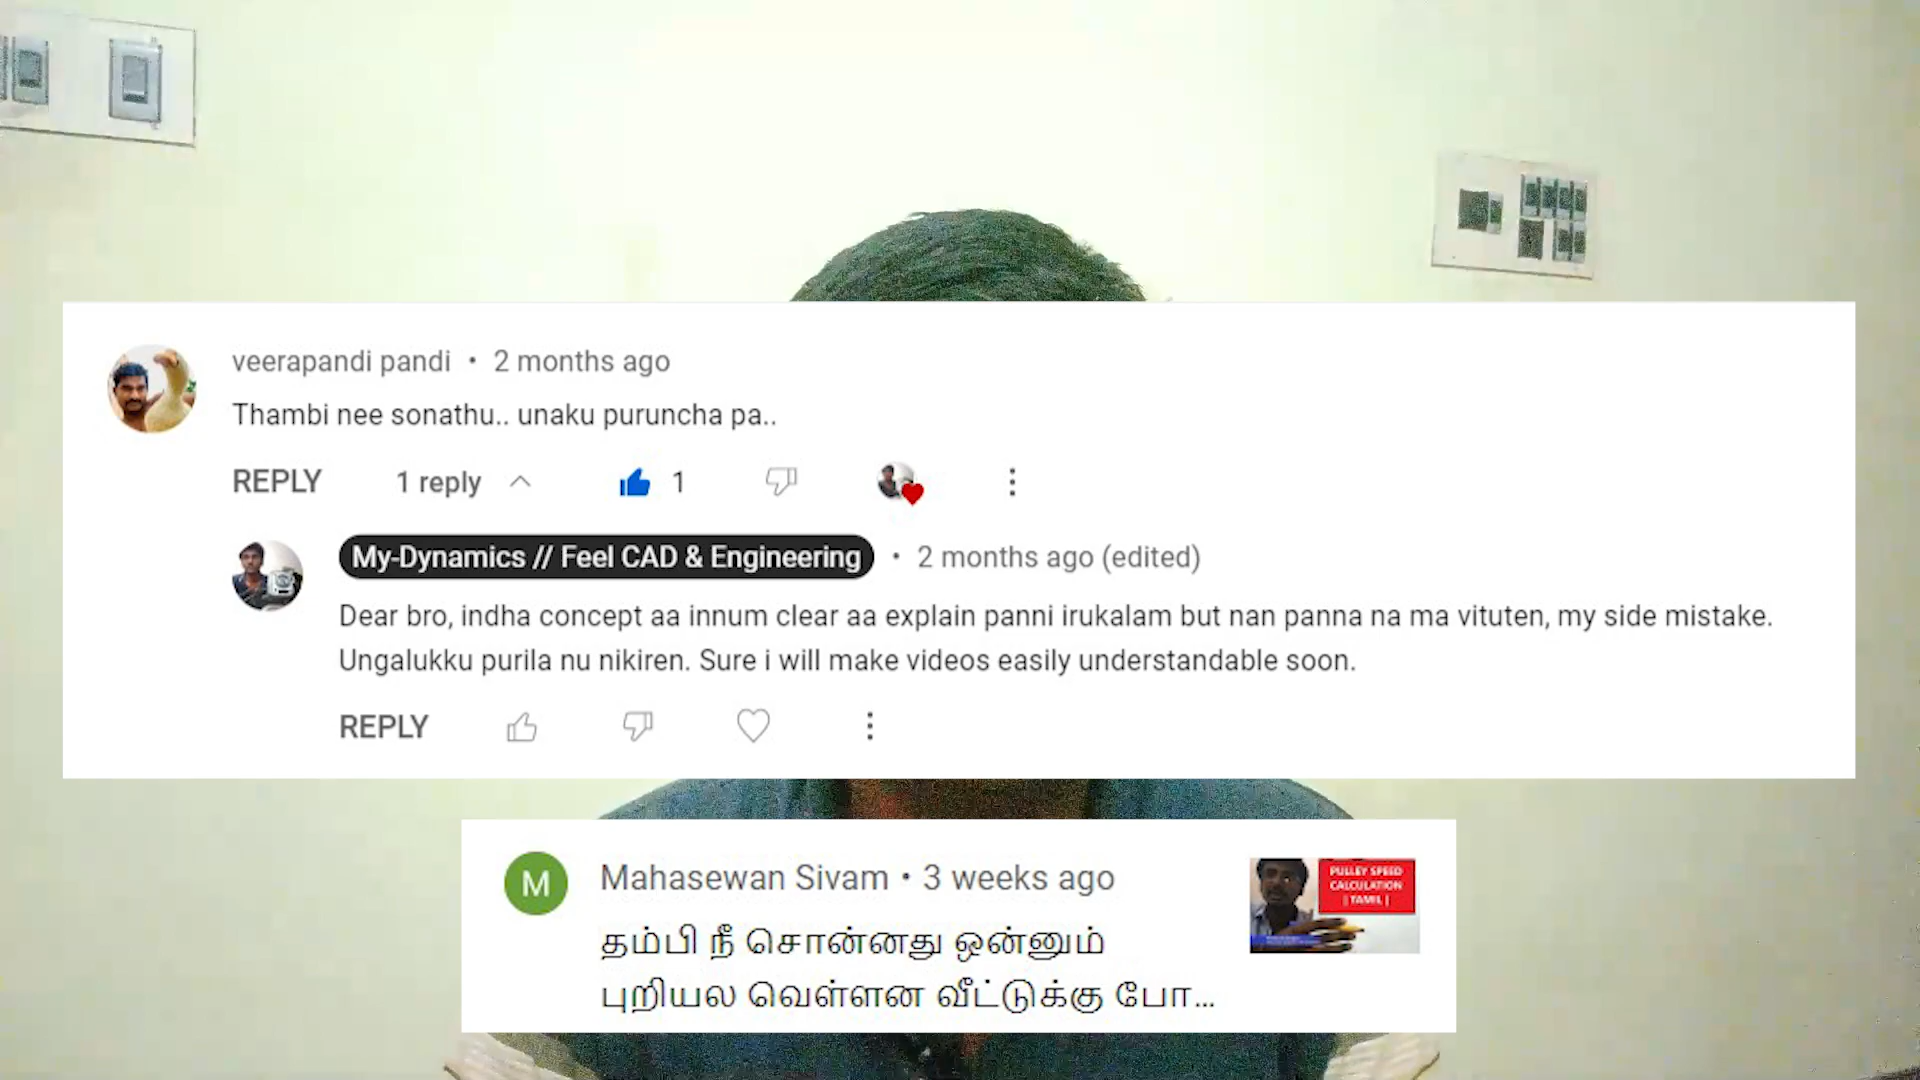 veerapandi pandi • 2 months ago
Thambi nee sonathu.. unaku puruncha pa..
REPLY 1 reply 1
My-Dynamics // Feel CAD & Engineering • 2 months ago (edited)
Dear bro, indha concept aa innum clear aa explain panni irukalam but nan panna na ma vituten, my side mistake.
Ungalukku purila nu nikiren. Sure i will make videos easily understandable soon.
REPLY
M
Mahasewan Sivam • 3 weeks ago
தம்பி நீ சொன்னது ஒன்னும்
புறியல வெள்ளன வீட்டுக்கு போ...
PULLEY SPEED
CALCULATION
| TAMIL |